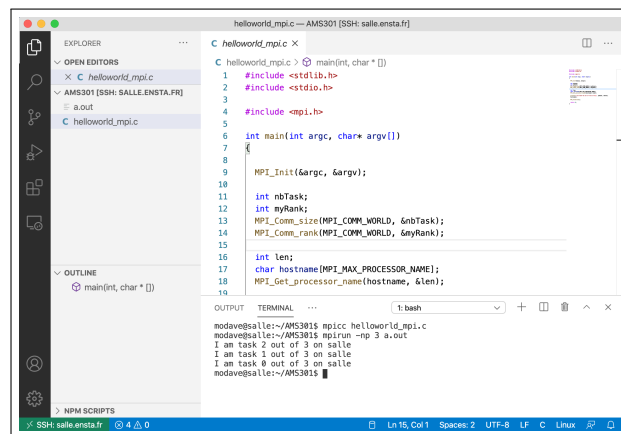 helloworld_mpi.c — AMS301 [SSH: salle.ensta.fr]
EXPLORER
OPEN EDITORS
C helloworld_mpi.c
AMS301 [SSH: SALLE.ENSTA.FR]
a.out
C helloworld_mpi.c
OUTLINE
main(int, char * [])
NPM SCRIPTS
C helloworld_mpi.c
C helloworld_mpi.c > main(int, char * [])
1 #include <stdlib.h>
2 #include <stdio.h>
3
4 #include <mpi.h>
5
6 int main(int argc, char* argv[])
7 {
8
9 MPI_Init(&argc, &argv);
10
11 int nbTask;
12 int myRank;
13 MPI_Comm_size(MPI_COMM_WORLD, &nbTask);
14 MPI_Comm_rank(MPI_COMM_WORLD, &myRank);
15
16 int len;
17 char hostname[MPI_MAX_PROCESSOR_NAME];
18 MPI_Get_processor_name(hostname, &len);
19
OUTPUT TERMINAL ··· 1: bash
modave@salle:~/AMS301$ mpicc helloworld_mpi.c
modave@salle:~/AMS301$ mpirun -np 3 a.out
I am task 2 out of 3 on salle
I am task 1 out of 3 on salle
I am task 0 out of 3 on salle
modave@salle:~/AMS301$
SSH: salle.ensta.fr 4 0 Ln 15, Col 1 Spaces: 2 UTF-8 LF C Linux